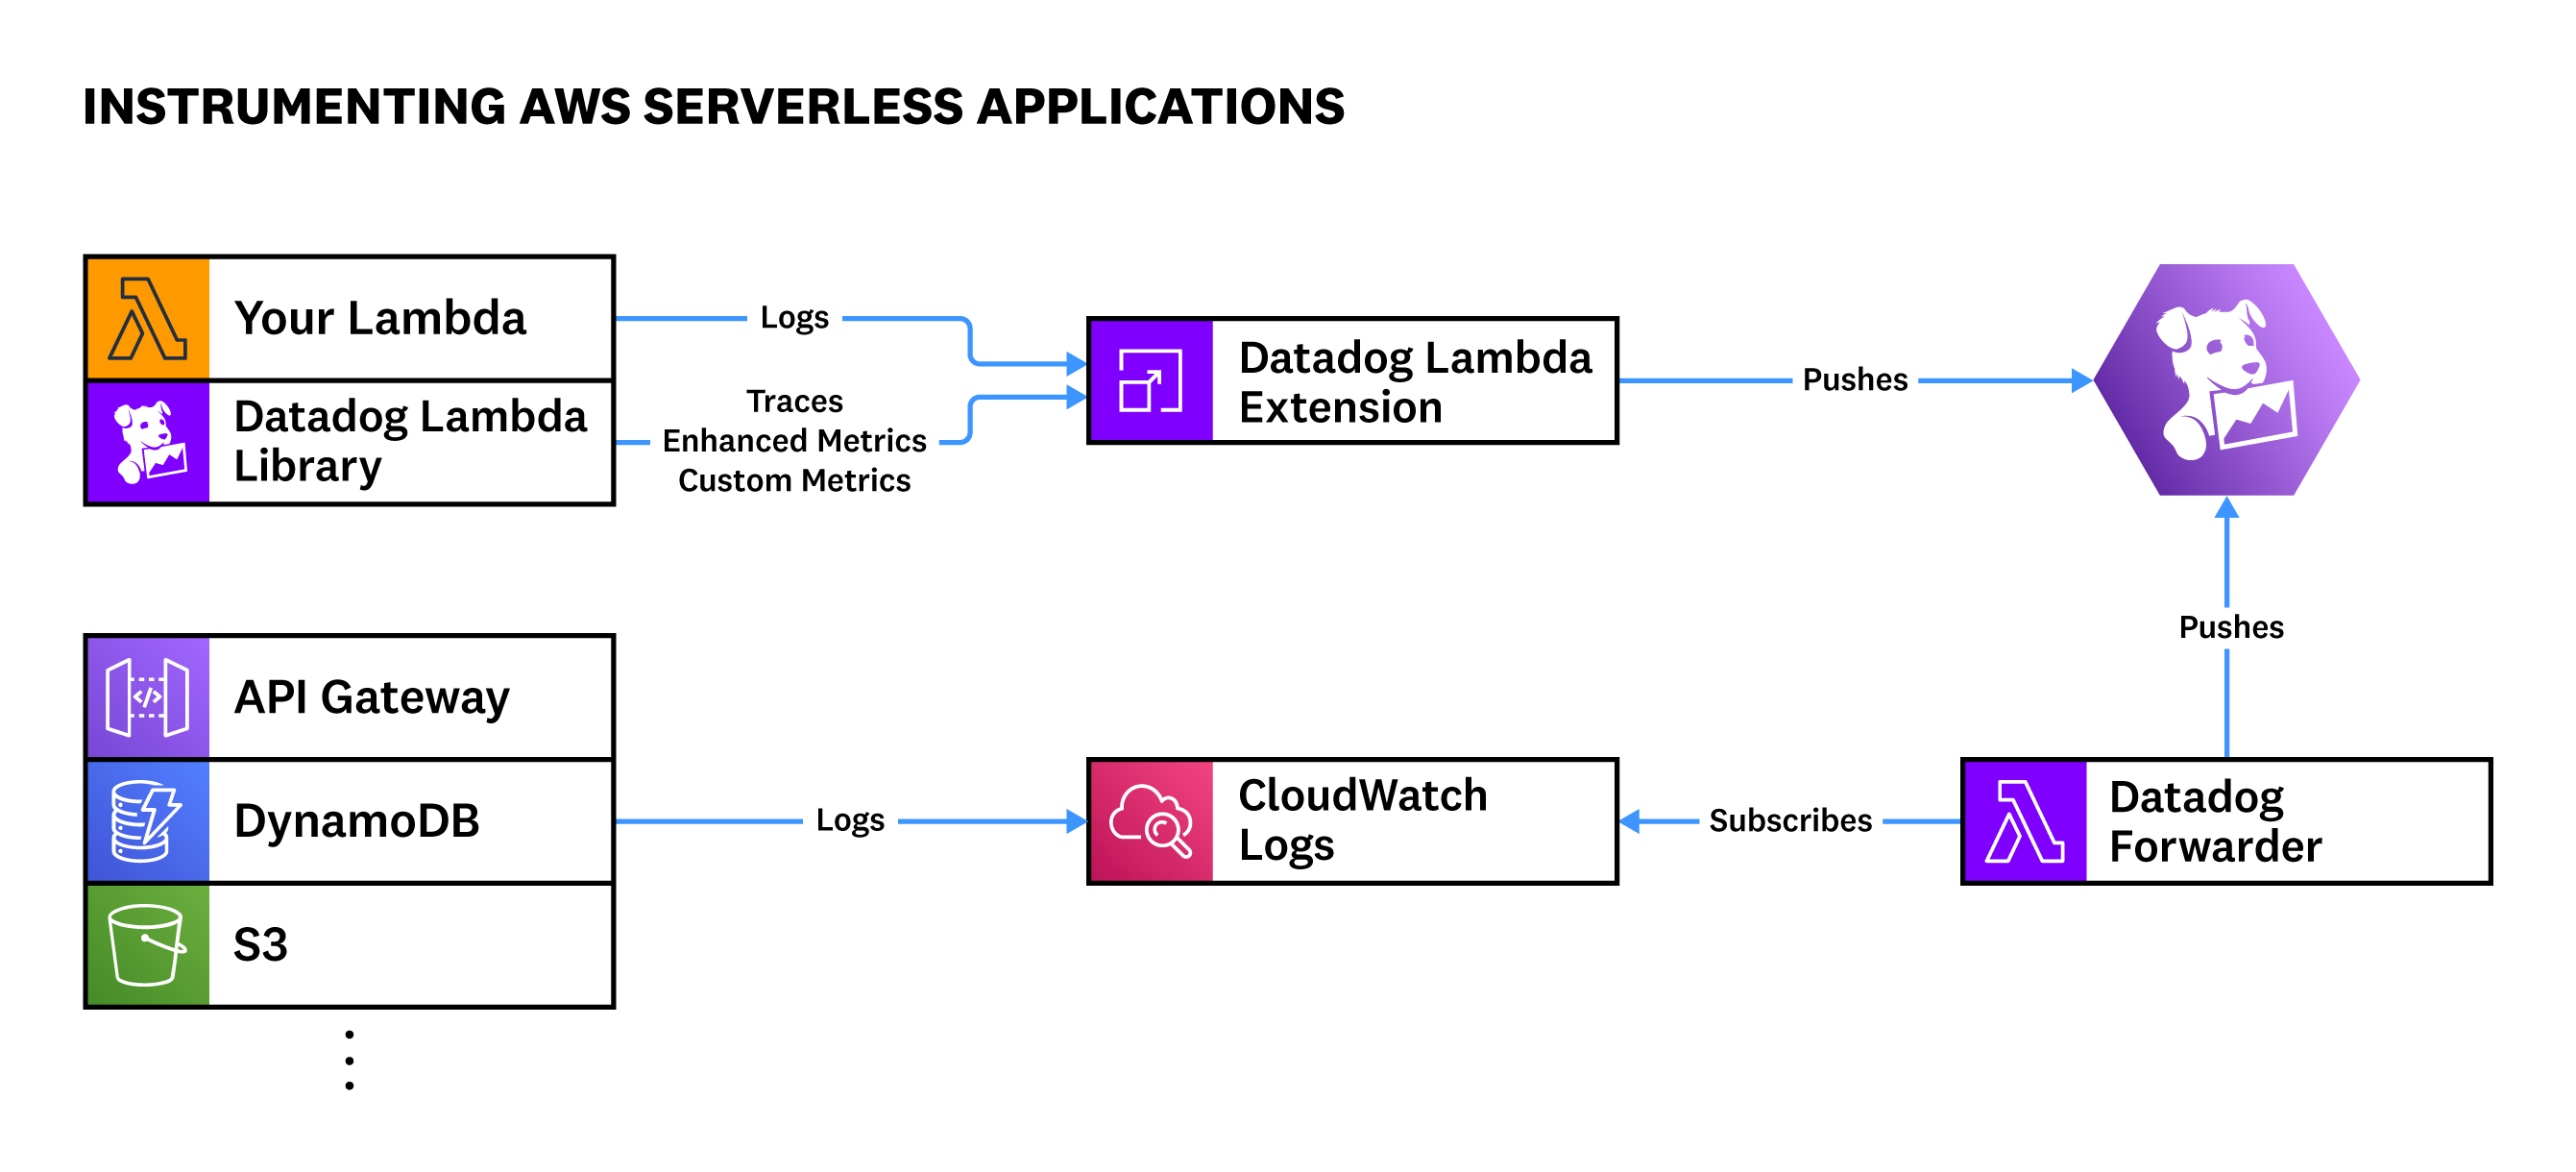 INSTRUMENTING AWS SERVERLESS APPLICATIONS
Your Lambda
Datadog Lambda
Library
Logs
Traces
Enhanced Metrics
Custom Metrics
Datadog Lambda
Extension
Pushes
API Gateway
DynamoDB
S3
Logs
CloudWatch
Logs
Subscribes
Datadog
Forwarder
Pushes